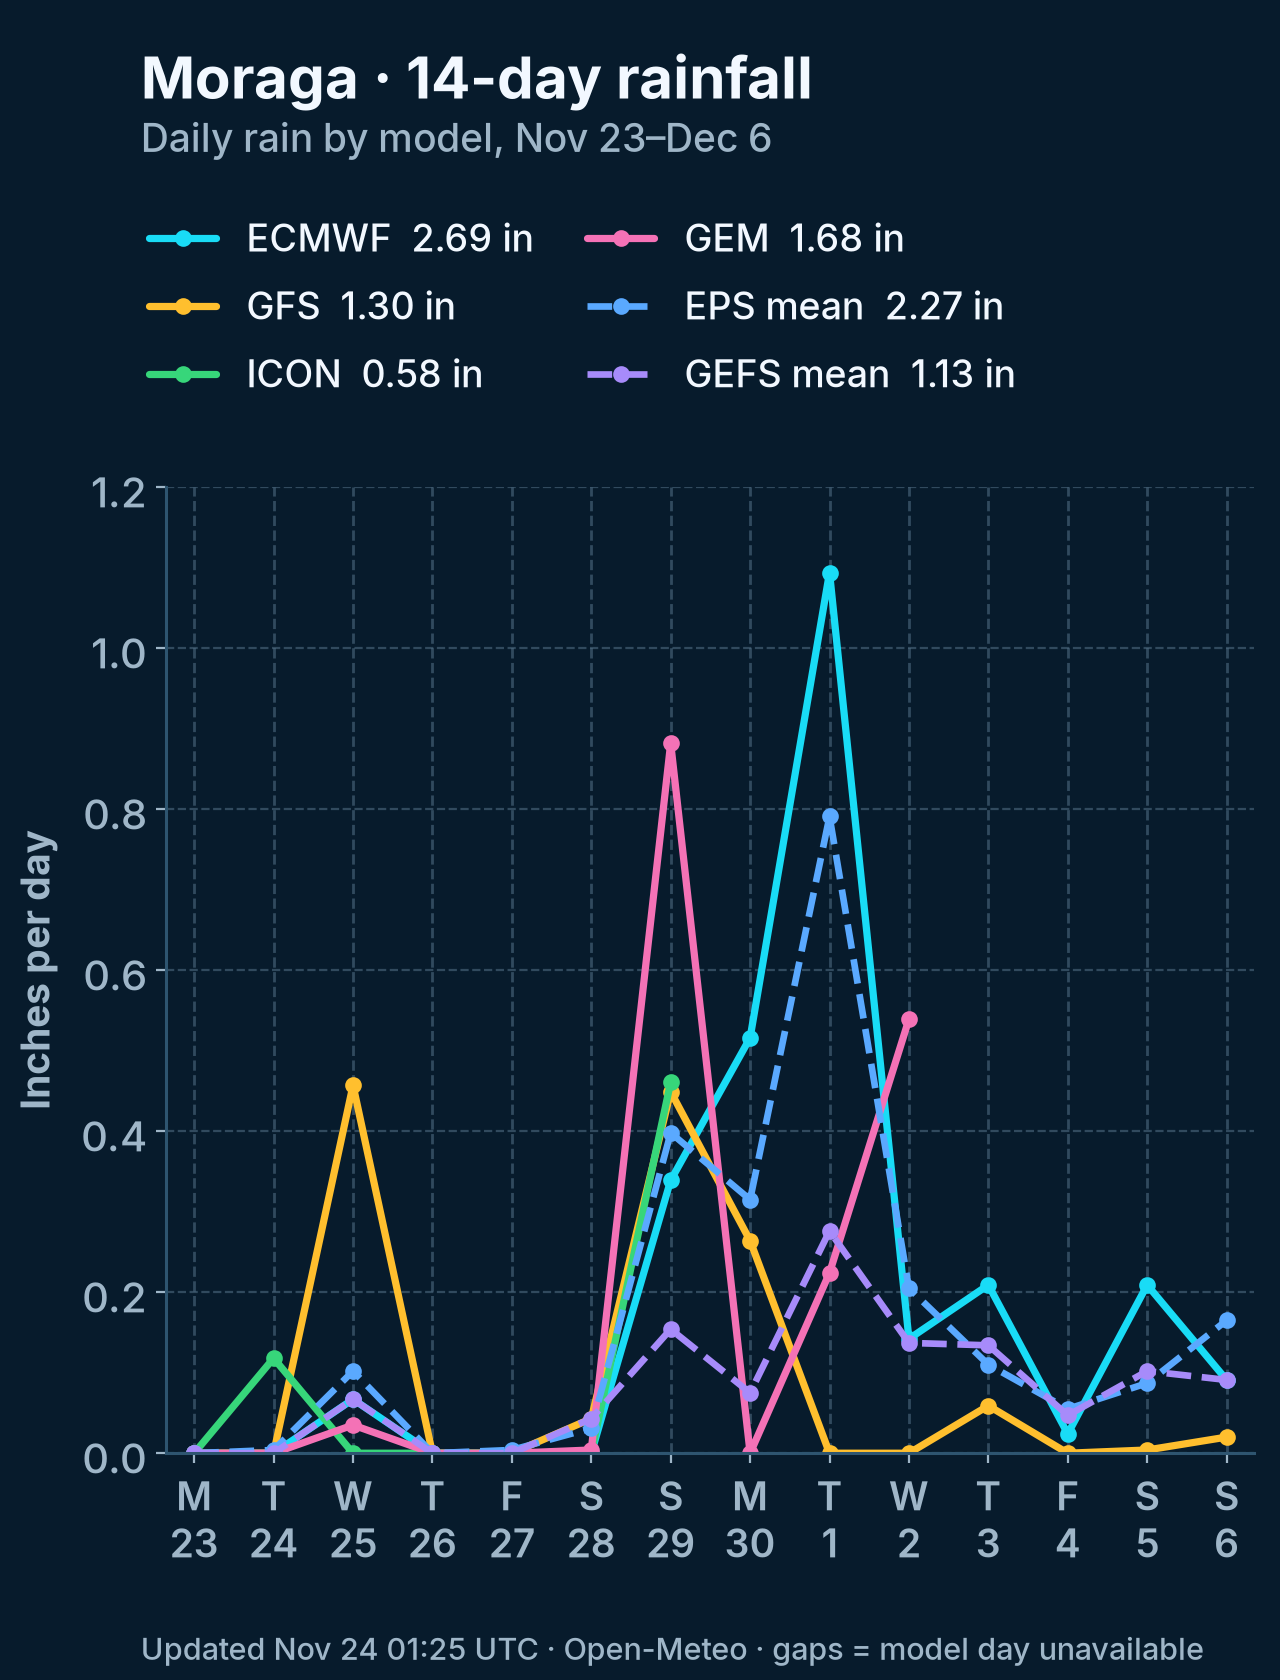 Moraga · 14-day rainfall
Daily rain by model, Nov 23–Dec 6
ECMWF 2.69 in
GEM 1.68 in
GFS 1.30 in
EPS mean 2.27 in
ICON 0.58 in
GEFS mean 1.13 in
Inches per day
1.2
1.0
0.8
0.6
0.4
0.2
0.0
M T W T F S S M T W T F S S
23 24 25 26 27 28 29 30 1 2 3 4 5 6
Updated Nov 24 01:25 UTC · Open-Meteo · gaps = model day unavailable